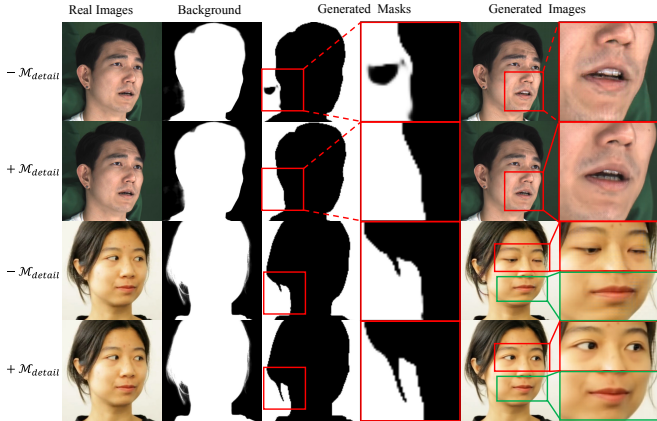 Real Images Background Generated Masks Generated Images
− ℳ_detail
+ ℳ_detail
− ℳ_detail
+ ℳ_detail